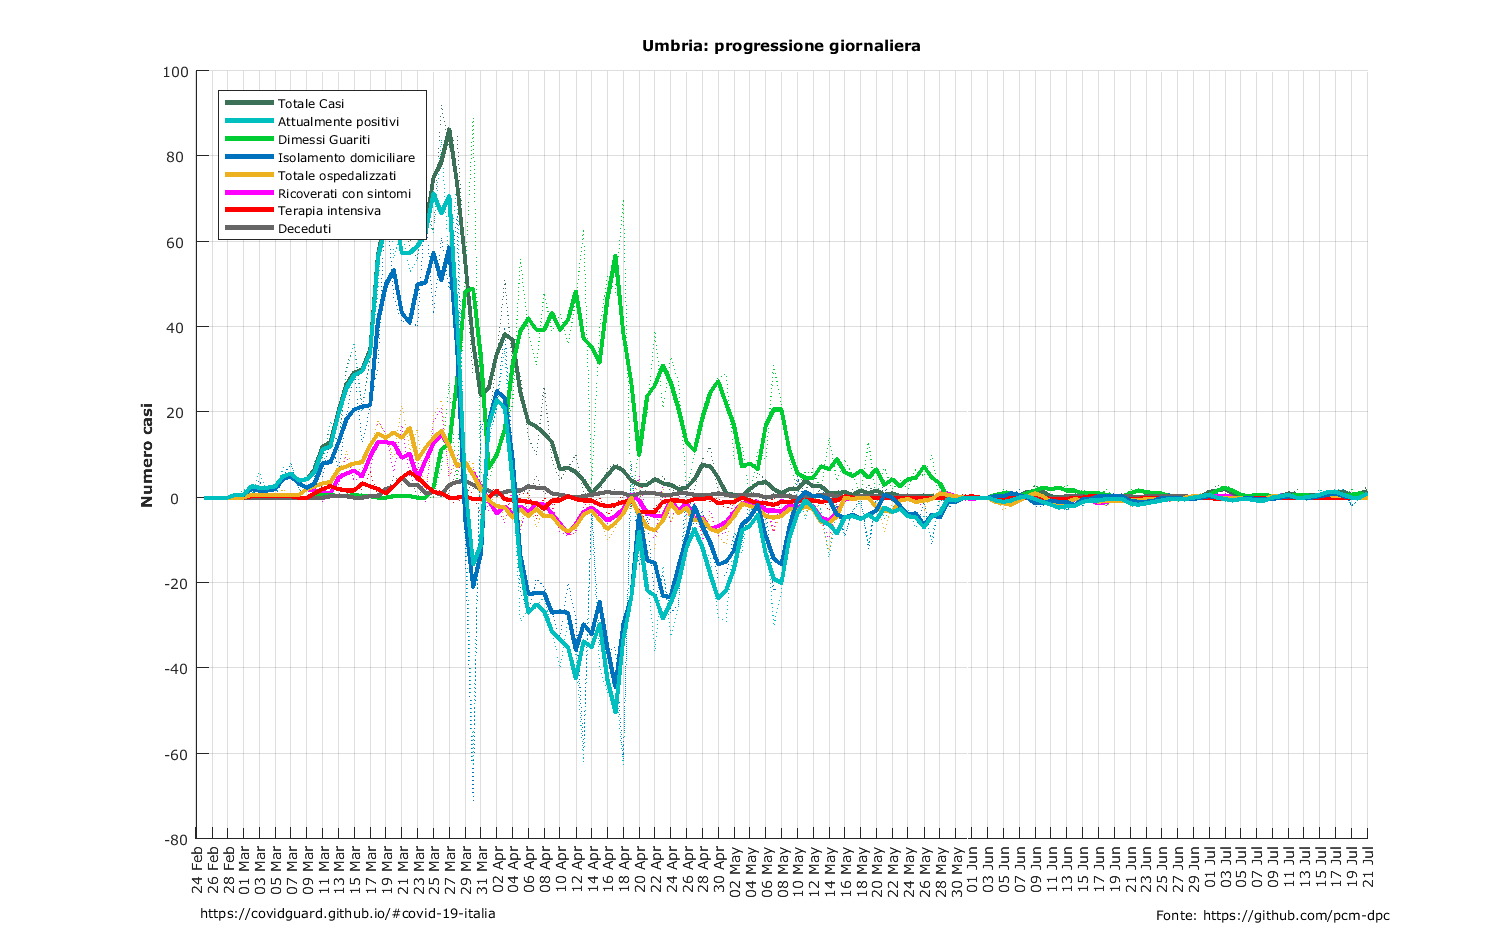 Umbria: progressione giornaliera
Numero casi
100
80
60
40
20
0
-20
-40
-60
-80
Totale Casi
Attualmente positivi
Dimessi Guariti
Isolamento domiciliare
Totale ospedalizzati
Ricoverati con sintomi
Terapia intensiva
Deceduti
24 Feb
26 Feb
28 Feb
01 Mar
03 Mar
05 Mar
07 Mar
09 Mar
11 Mar
13 Mar
15 Mar
17 Mar
19 Mar
21 Mar
23 Mar
25 Mar
27 Mar
29 Mar
31 Mar
02 Apr
04 Apr
06 Apr
08 Apr
10 Apr
12 Apr
14 Apr
16 Apr
18 Apr
20 Apr
22 Apr
24 Apr
26 Apr
28 Apr
30 Apr
02 May
04 May
06 May
08 May
10 May
12 May
14 May
16 May
18 May
20 May
22 May
24 May
26 May
28 May
30 May
01 Jun
03 Jun
05 Jun
07 Jun
09 Jun
11 Jun
13 Jun
15 Jun
17 Jun
19 Jun
21 Jun
23 Jun
25 Jun
27 Jun
29 Jun
01 Jul
03 Jul
05 Jul
07 Jul
09 Jul
11 Jul
13 Jul
15 Jul
17 Jul
19 Jul
21 Jul
https://covidguard.github.io/#covid-19-italia
Fonte: https://github.com/pcm-dpc